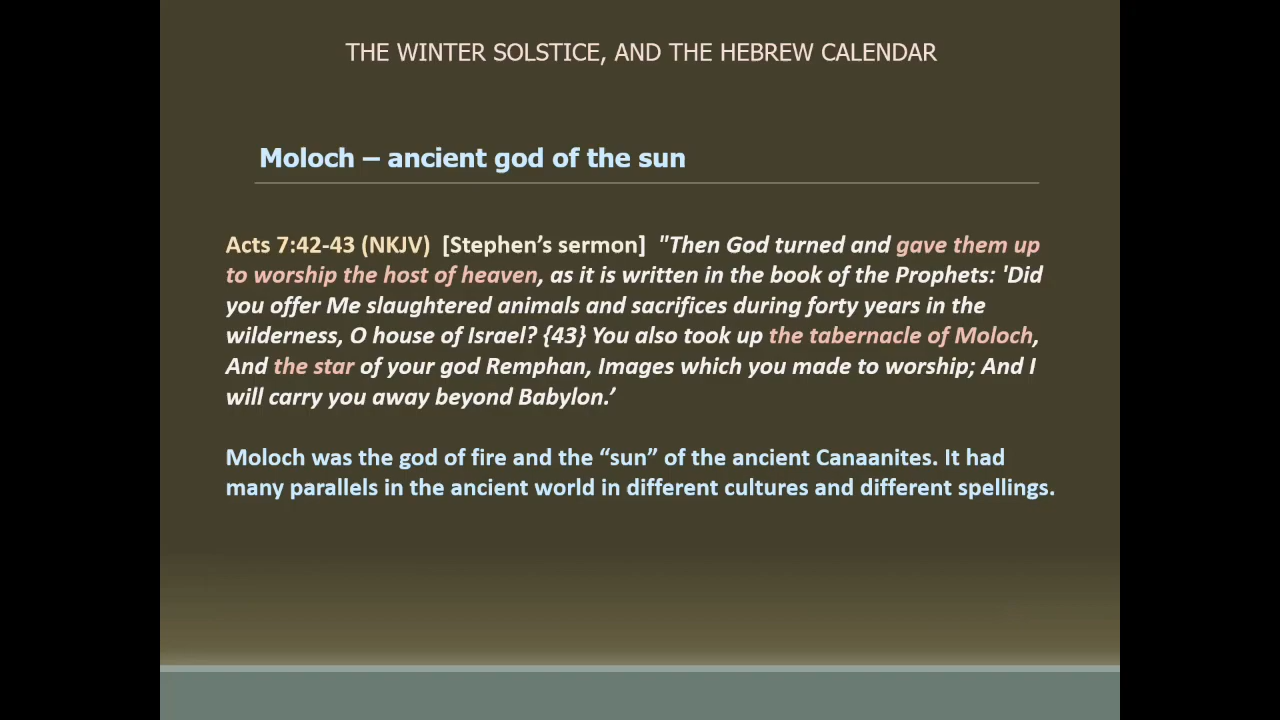 THE WINTER SOLSTICE, AND THE HEBREW CALENDAR
Moloch – ancient god of the sun
Acts 7:42-43 (NKJV)  [Stephen’s sermon]  "Then God turned and gave them up
to worship the host of heaven, as it is written in the book of the Prophets: 'Did
you offer Me slaughtered animals and sacrifices during forty years in the
wilderness, O house of Israel? {43} You also took up the tabernacle of Moloch,
And the star of your god Remphan, Images which you made to worship; And I
will carry you away beyond Babylon.’
Moloch was the god of fire and the “sun” of the ancient Canaanites. It had
many parallels in the ancient world in different cultures and different spellings.